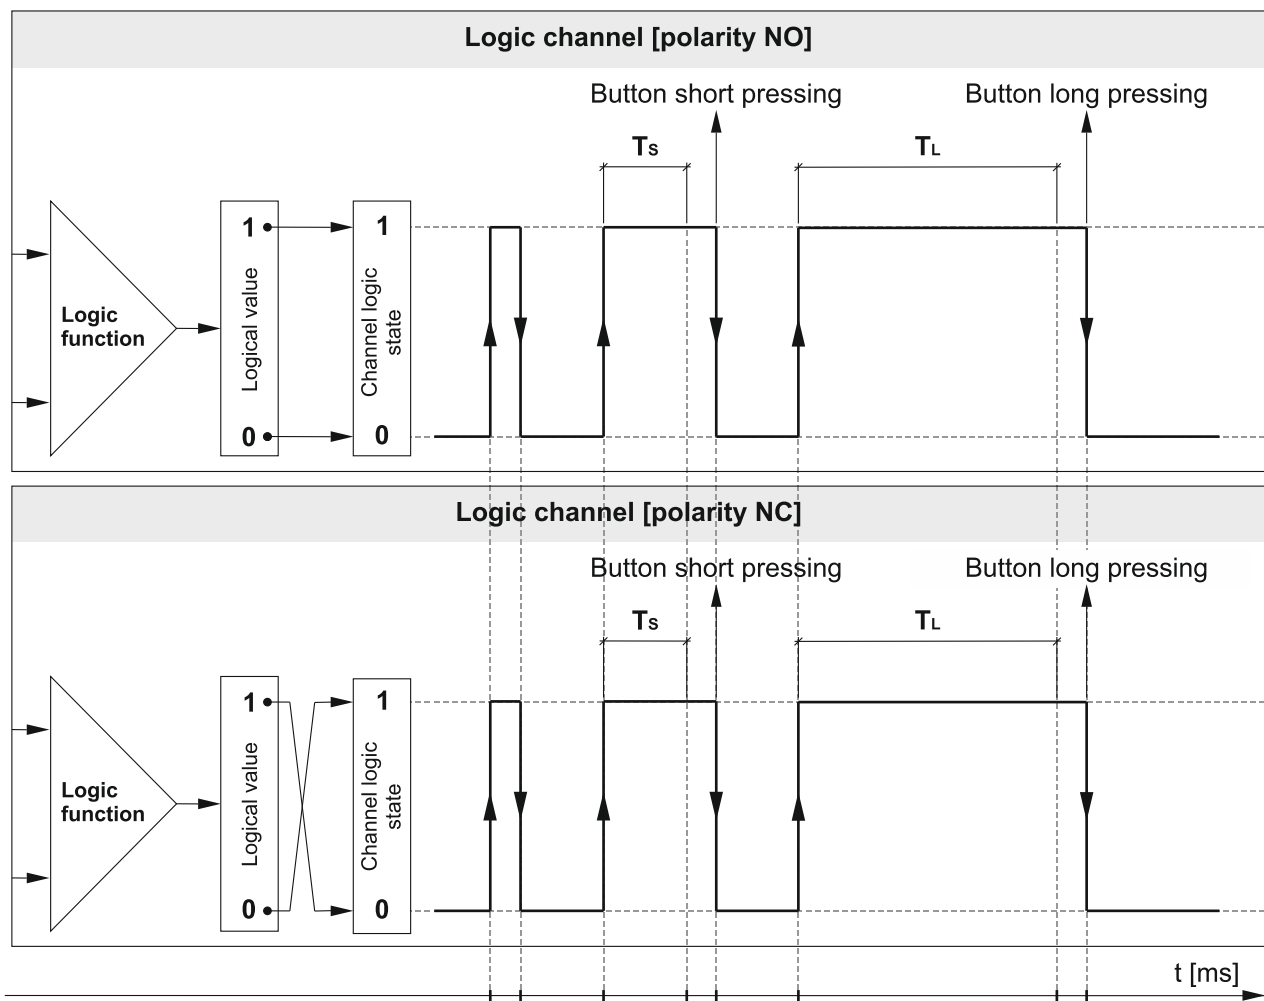 Logic channel [polarity NO]
Button short pressing
Button long pressing
Ts
TL
1
1
Logic
function
Logical value
Channel logic
state
0
0
Logic channel [polarity NC]
Button short pressing
Button long pressing
Ts
TL
1
1
Logic
function
Logical value
Channel logic
state
0
0
t [ms]